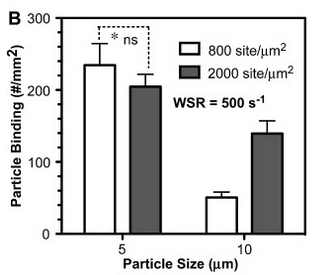 B
300
200
100
0
Particle Binding (#/mm²)
* ns
800 site/μm²
2000 site/μm²
WSR = 500 s⁻¹
5
10
Particle Size (μm)